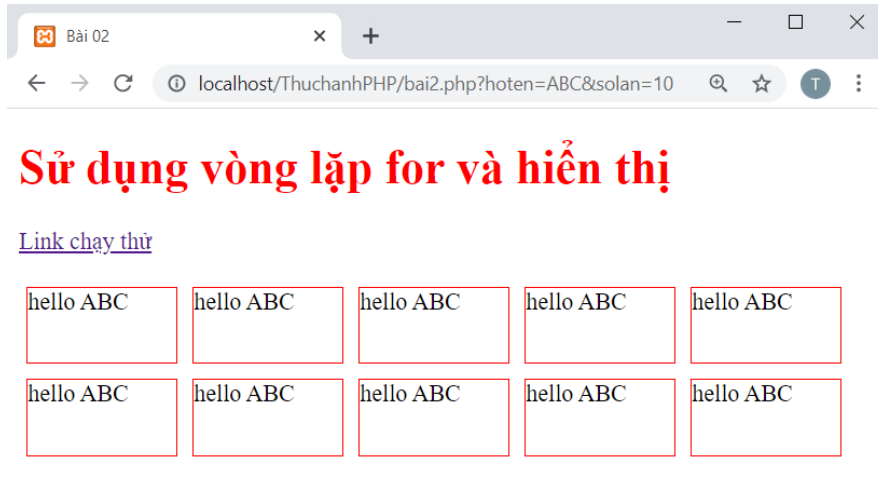 Bài 02
localhost/ThuchanhPHP/bai2.php?hoten=ABC&solan=10
T
Sử dụng vòng lặp for và hiển thị
Link chạy thử
hello ABC hello ABC hello ABC hello ABC hello ABC
hello ABC hello ABC hello ABC hello ABC hello ABC